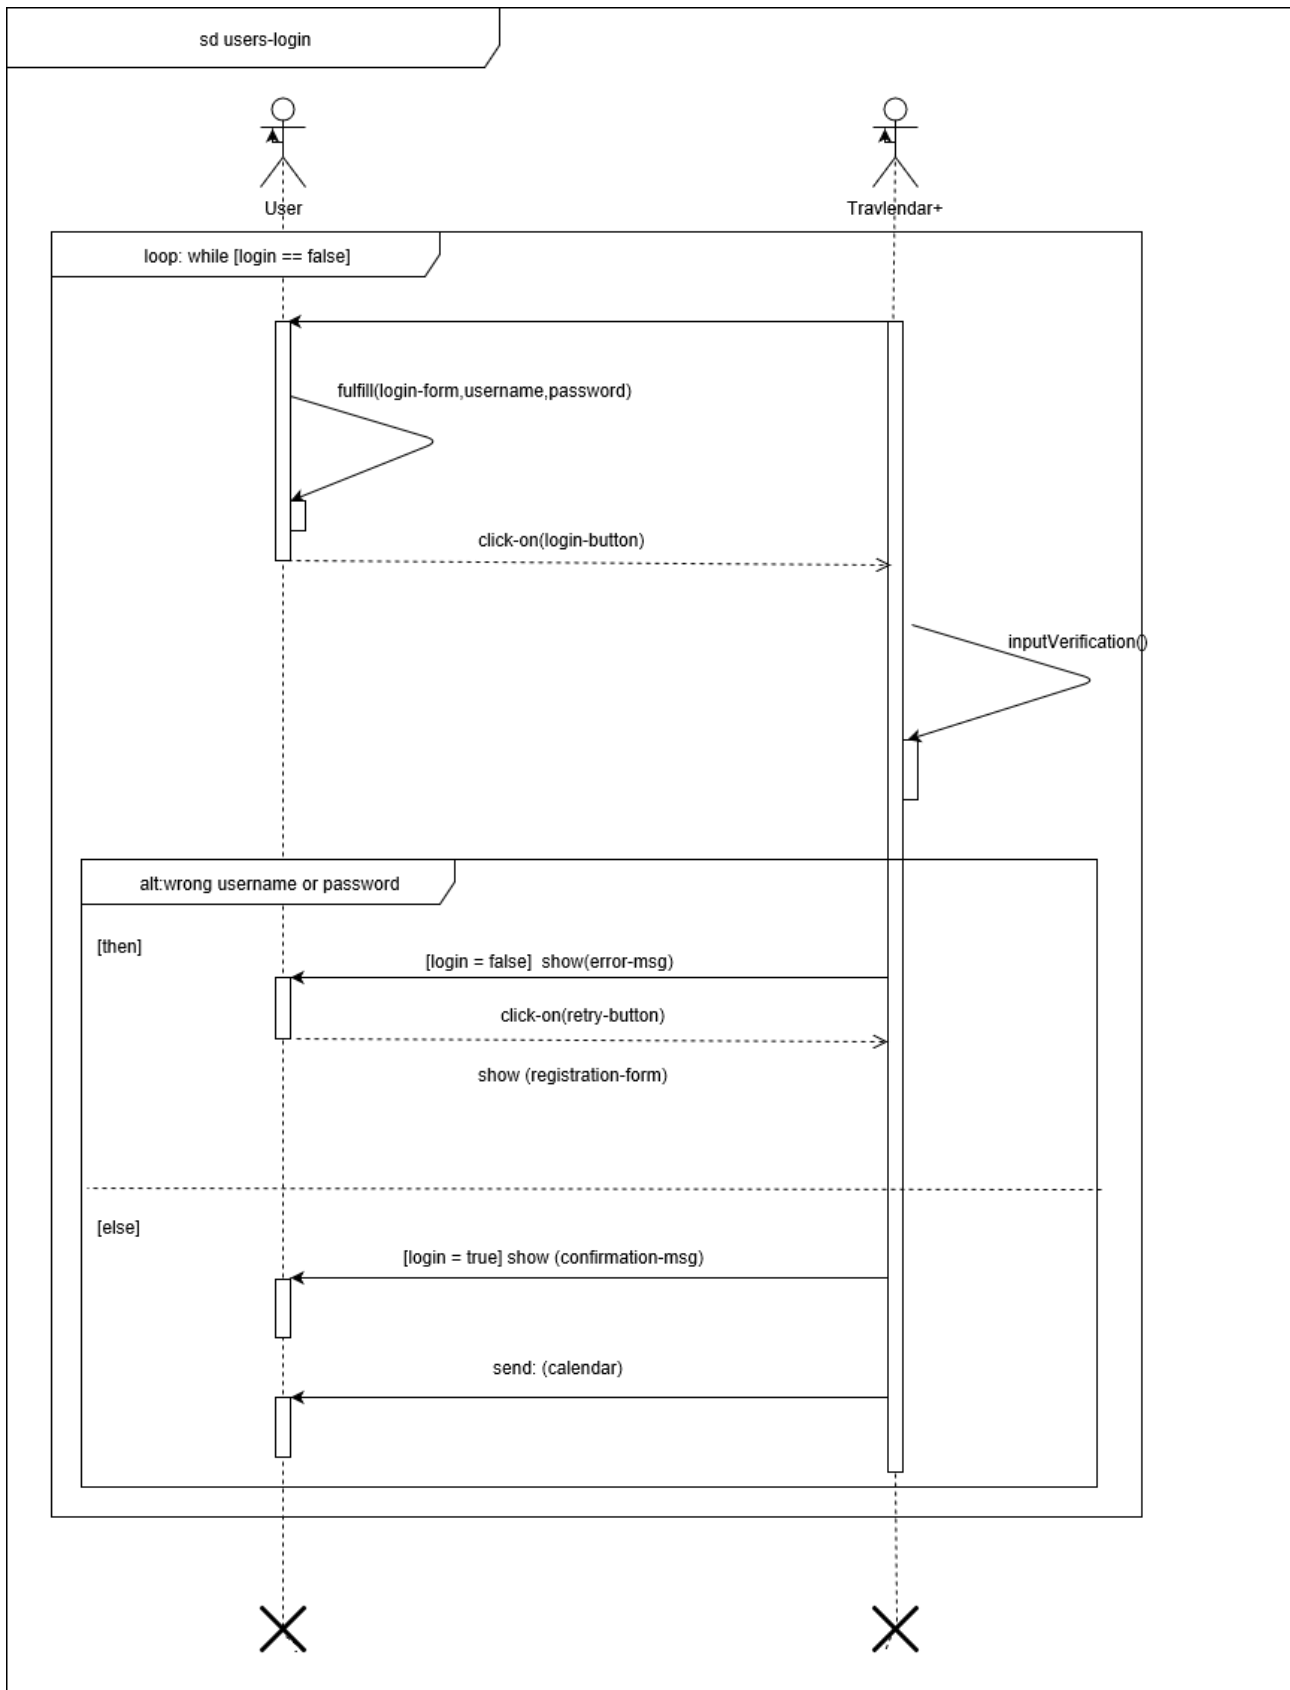 sd users-login
User
Travlendar+
loop: while [login == false]
fulfill(login-form,username,password)
click-on(login-button)
inputVerification()
alt:wrong username or password
[then]
[login = false]  show(error-msg)
click-on(retry-button)
show (registration-form)
[else]
[login = true] show (confirmation-msg)
send: (calendar)